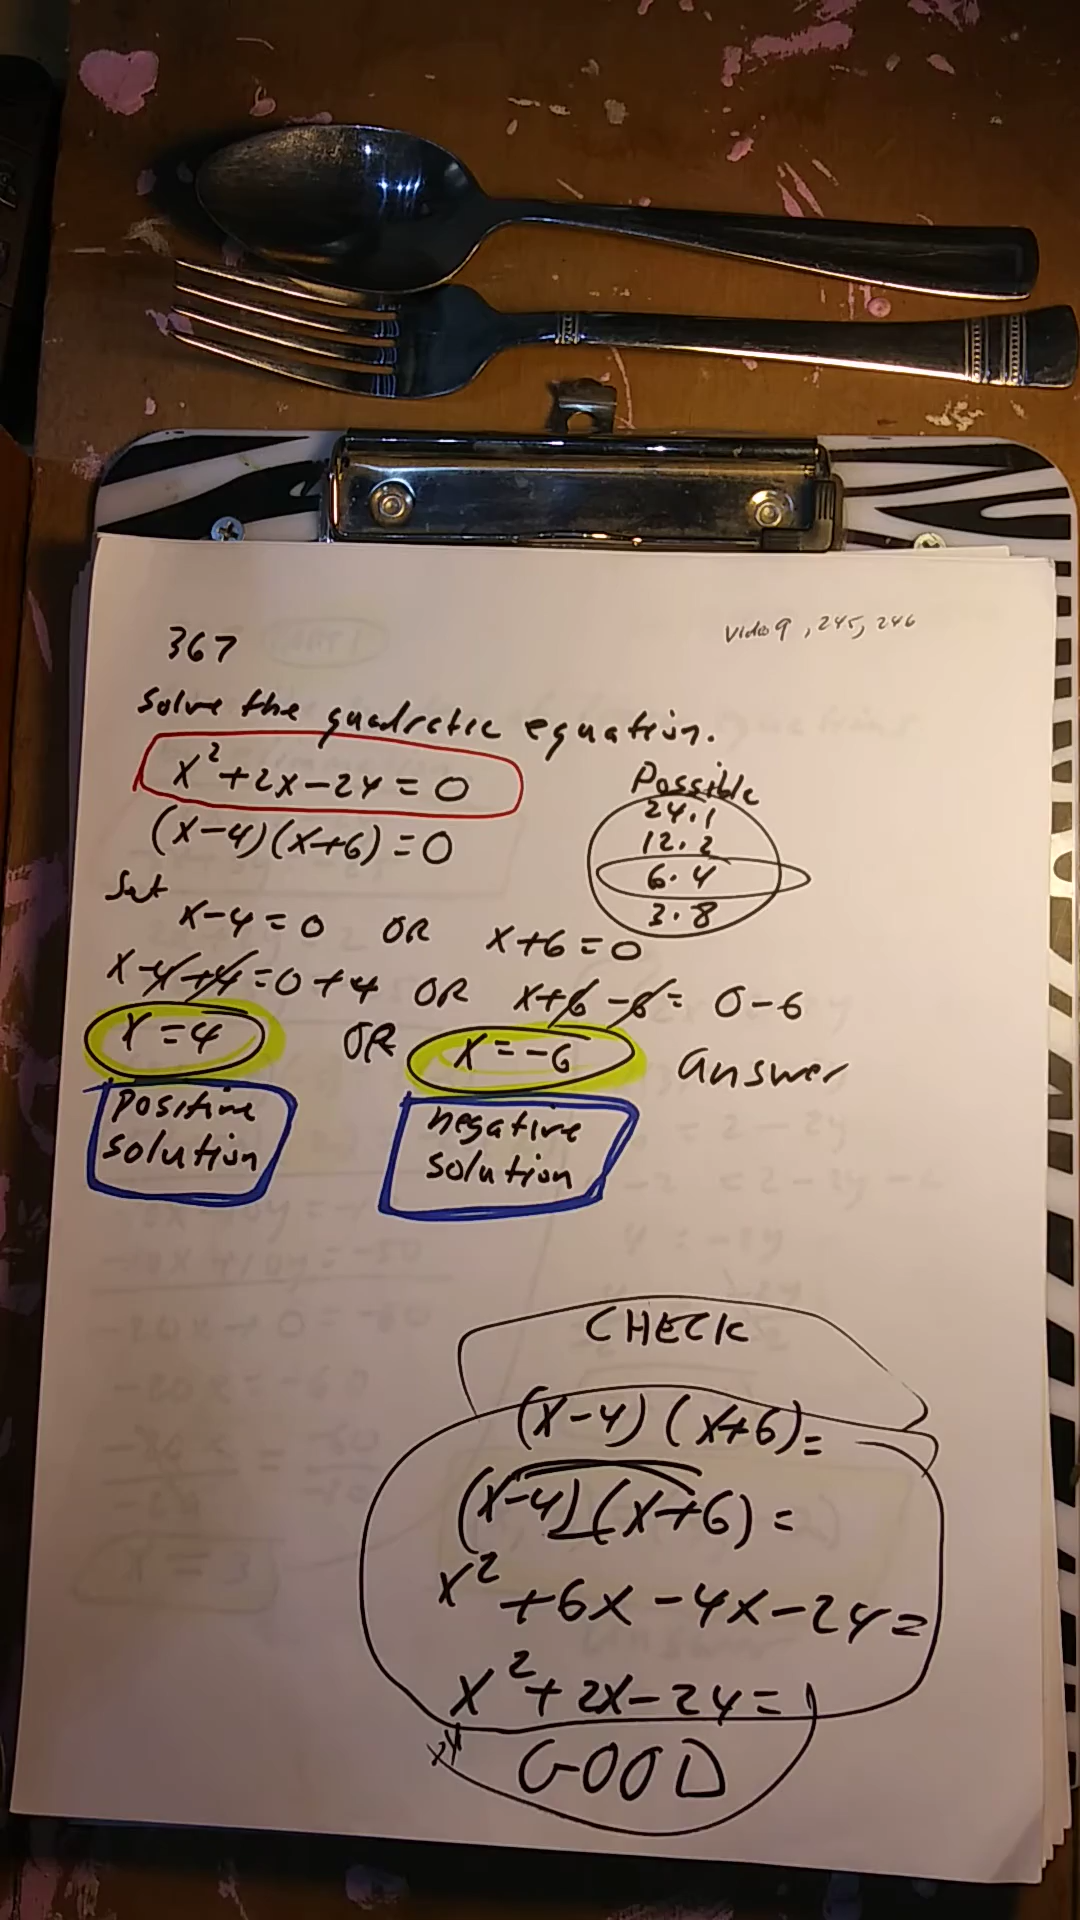 367
Video 9, 245, 246
Solve the quadratic equation.
x²+2x-24=0
(x-4)(x+6)=0
Possible
24.1
12.2
6.4
3.8
Set
x-4=0 OR x+6=0
x-4+4=0+4 OR x+6-6=0-6
x=4 OR x=-6 answer
positive
solution
negative
solution
CHECK
(x-4)(x+6)=
(x-4)(x+6)=
x²+6x-4x-24=
x²+2x-24=
GOOD